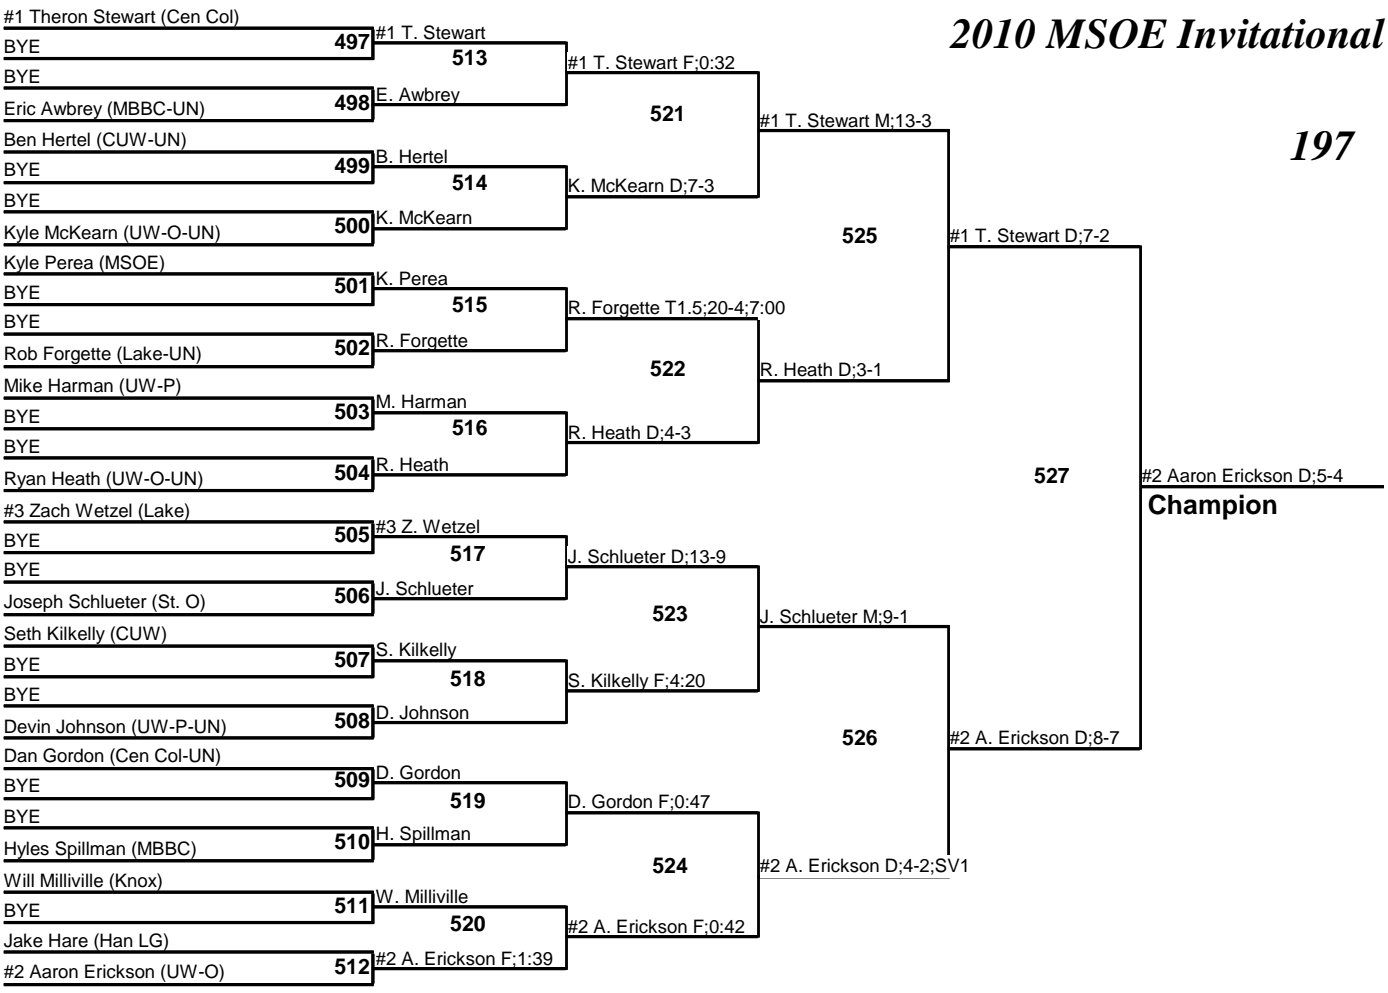 2010 MSOE Invitational
197
#1 Theron Stewart (Cen Col)
BYE
497
BYE
Eric Awbrey (MBBC-UN)
498
Ben Hertel (CUW-UN)
BYE
499
BYE
Kyle McKearn (UW-O-UN)
500
Kyle Perea (MSOE)
BYE
501
BYE
Rob Forgette (Lake-UN)
502
Mike Harman (UW-P)
BYE
503
BYE
Ryan Heath (UW-O-UN)
504
#3 Zach Wetzel (Lake)
BYE
505
BYE
Joseph Schlueter (St. O)
506
Seth Kilkelly (CUW)
BYE
507
BYE
Devin Johnson (UW-P-UN)
508
Dan Gordon (Cen Col-UN)
BYE
509
BYE
Hyles Spillman (MBBC)
510
Will Milliville (Knox)
BYE
511
Jake Hare (Han LG)
#2 Aaron Erickson (UW-O)
512
#1 T. Stewart
513
E. Awbrey
B. Hertel
514
K. McKearn
K. Perea
515
R. Forgette
M. Harman
516
R. Heath
#3 Z. Wetzel
517
J. Schlueter
S. Kilkelly
518
D. Johnson
D. Gordon
519
H. Spillman
W. Milliville
520
#2 A. Erickson F;1:39
#1 T. Stewart F;0:32
521
K. McKearn D;7-3
R. Forgette T1.5;20-4;7:00
522
R. Heath D;4-3
J. Schlueter D;13-9
523
S. Kilkelly F;4:20
D. Gordon F;0:47
524
#2 A. Erickson F;0:42
#1 T. Stewart M;13-3
525
R. Heath D;3-1
J. Schlueter M;9-1
526
#2 A. Erickson D;4-2;SV1
#1 T. Stewart D;7-2
527
#2 A. Erickson D;8-7
#2 Aaron Erickson D;5-4
Champion